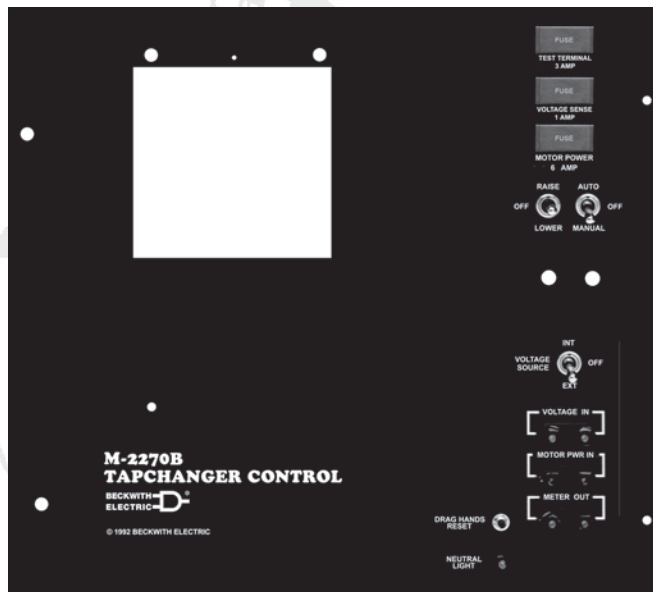 FUSE
TEST TERMINAL
3 AMP
FUSE
VOLTAGE SENSE
1 AMP
FUSE
MOTOR POWER
6 AMP
RAISE
AUTO
OFF
OFF
LOWER
MANUAL
INT
VOLTAGE
SOURCE
OFF
EXT
VOLTAGE IN
MOTOR PWR IN
METER OUT
M-2270B
TAPCHANGER CONTROL
BECKWITH
ELECTRIC
®
© 1992 BECKWITH ELECTRIC
DRAG HANDS
RESET
NEUTRAL
LIGHT